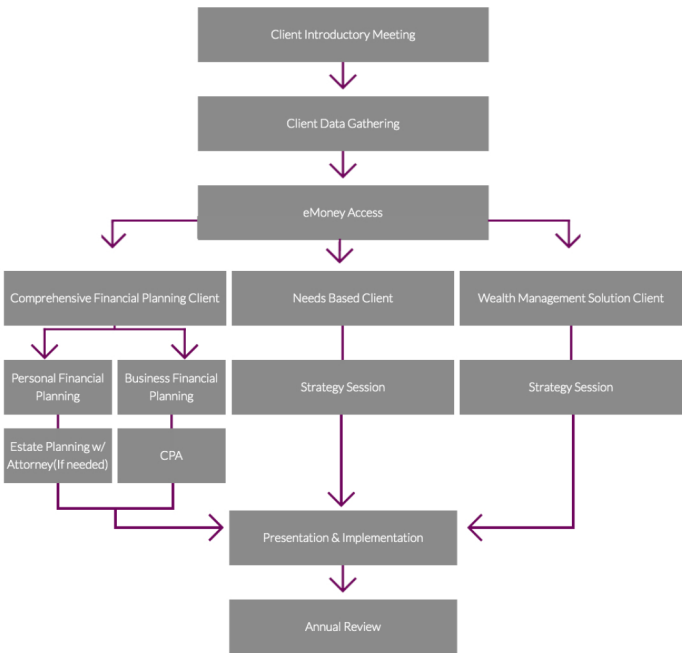 Client Introductory Meeting
Client Data Gathering
eMoney Access
Comprehensive Financial Planning Client
Needs Based Client
Wealth Management Solution Client
Personal Financial
Planning
Business Financial
Planning
Strategy Session
Strategy Session
Estate Planning w/
Attorney(If needed)
CPA
Presentation & Implementation
Annual Review